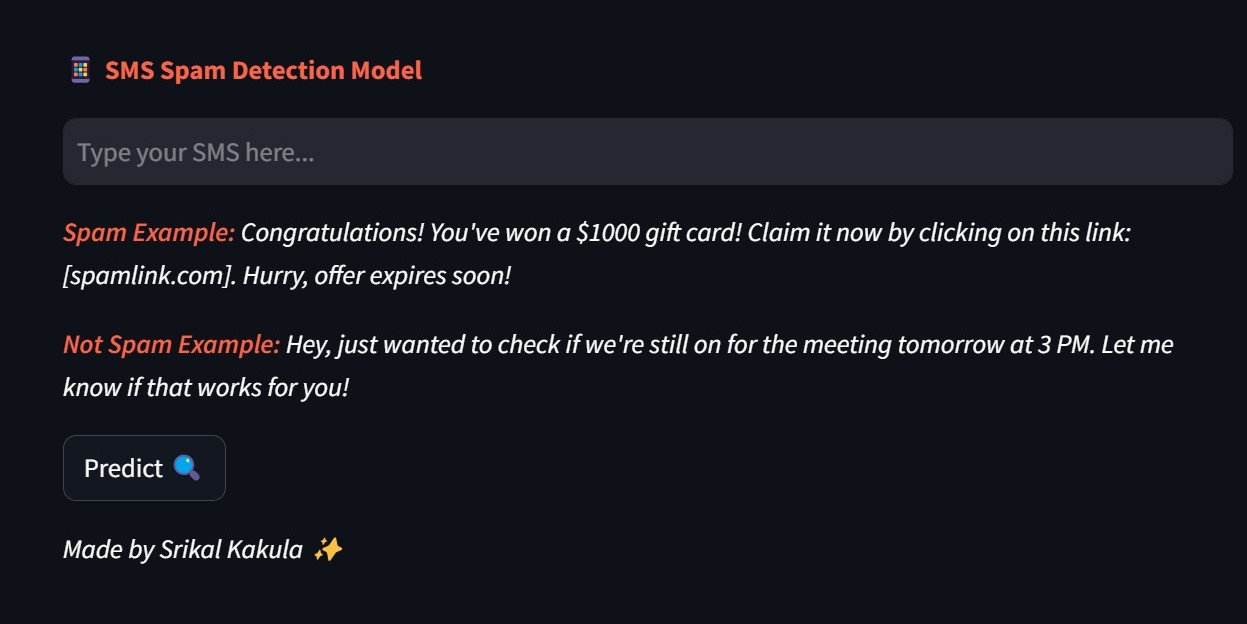 SMS Spam Detection Model
Type your SMS here...
Spam Example: Congratulations! You've won a $1000 gift card! Claim it now by clicking on this link:
[spamlink.com]. Hurry, offer expires soon!
Not Spam Example: Hey, just wanted to check if we're still on for the meeting tomorrow at 3 PM. Let me
know if that works for you!
Predict
Made by Srikal Kakula